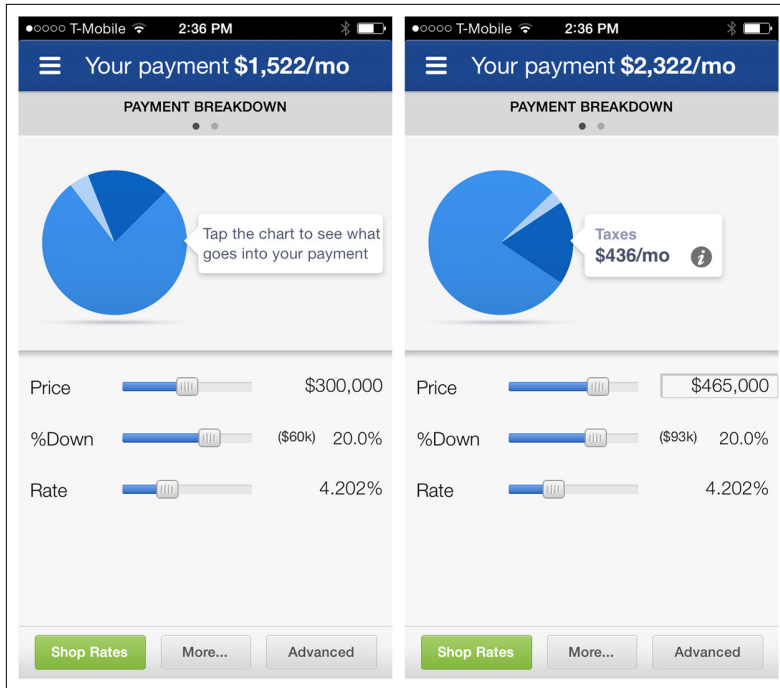 T-Mobile 2:36 PM
Your payment $1,522/mo
PAYMENT BREAKDOWN
Tap the chart to see what
goes into your payment
Price $300,000
%Down ($60k) 20.0%
Rate 4.202%
Shop Rates More... Advanced
T-Mobile 2:36 PM
Your payment $2,322/mo
PAYMENT BREAKDOWN
Taxes
$436/mo i
Price $465,000
%Down ($93k) 20.0%
Rate 4.202%
Shop Rates More... Advanced